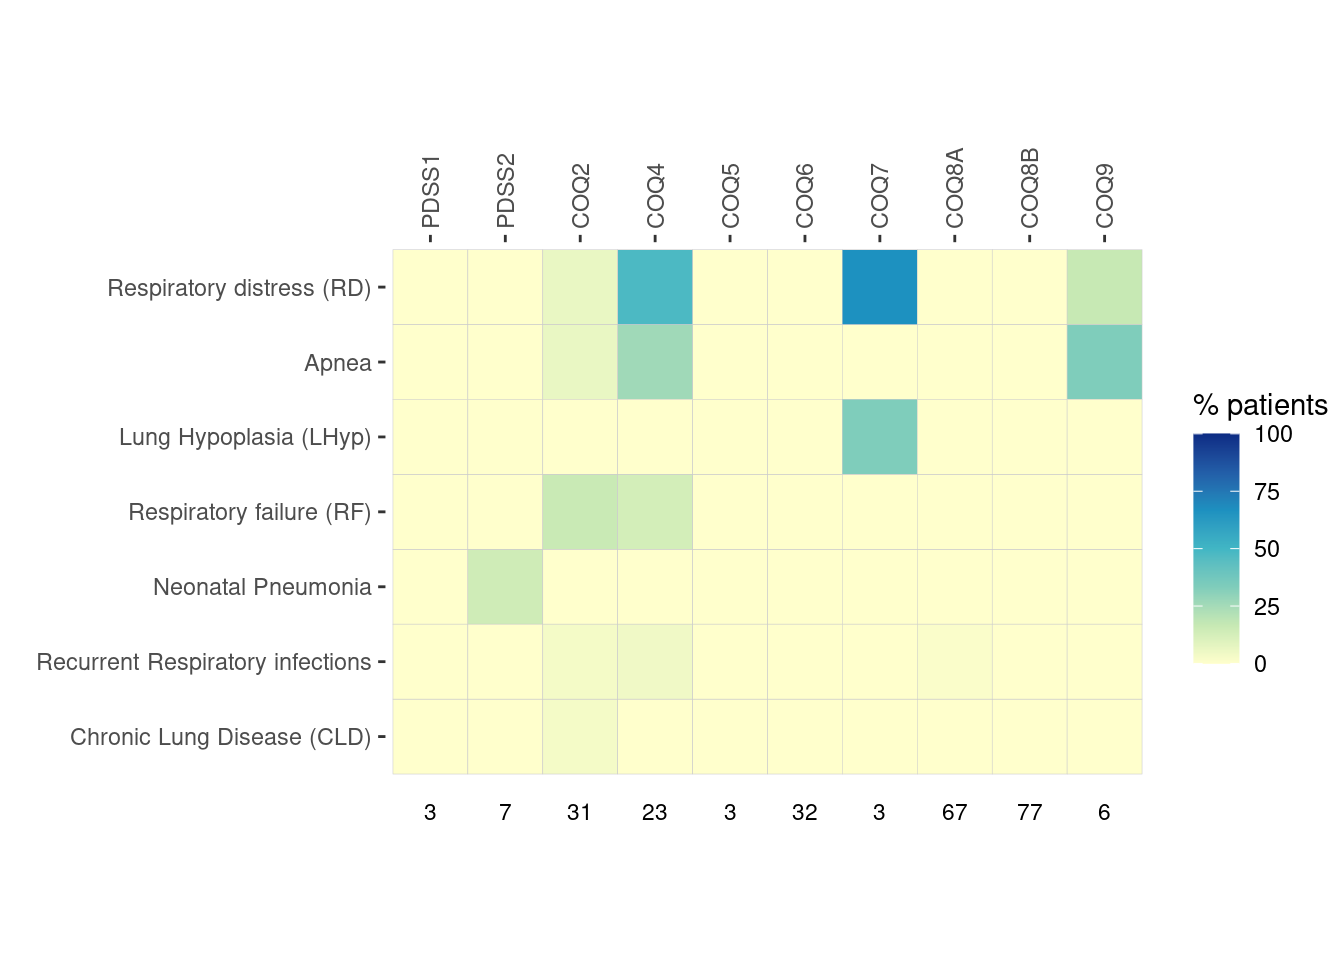 PDSS1
PDSS2
COQ2
COQ4
COQ5
COQ6
COQ7
COQ8A
COQ8B
COQ9
Respiratory distress (RD)
Apnea
Lung Hypoplasia (LHyp)
Respiratory failure (RF)
Neonatal Pneumonia
Recurrent Respiratory infections
Chronic Lung Disease (CLD)
3 7 31 23 3 32 3 67 77 6
% patients
100
75
50
25
0